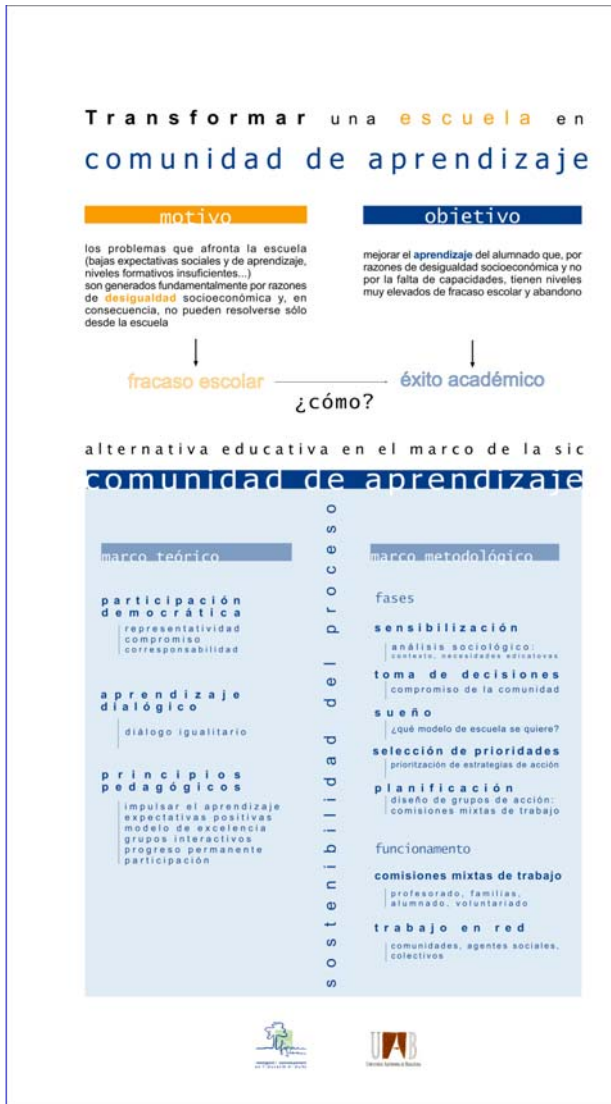 Transformar una escuela en
comunidad de aprendizaje
motivo
los problemas que afronta la escuela
(bajas expectativas sociales y de aprendizaje,
niveles formativos insuficientes...)
son generados fundamentalmente por razones
de desigualdad socioeconómica y, en
consecuencia, no pueden resolverse sólo
desde la escuela
objetivo
mejorar el aprendizaje del alumnado que, por
razones de desigualdad socioeconómica y no
por la falta de capacidades, tienen niveles
muy elevados de fracaso escolar y abandono
fracaso escolar
éxito académico
¿cómo?
alternativa educativa en el marco de la sic
comunidad de aprendizaje
marco teórico
participación
democrática
representatividad
compromiso
corresponsabilidad
aprendizaje
dialógico
diálogo igualitario
principios
pedagógicos
impulsar el aprendizaje
expectativas positivas
modelo de excelencia
grupos interactivos
progreso permanente
participación
sostenibilidad del proceso
marco metodológico
fases
sensibilización
análisis sociológico:
contexto, necesidades
toma de decisiones
compromiso de la comunidad
sueño
¿qué modelo de escuela se quiere?
selección de prioridades
priorización de estrategias de acción
planificación
diseño de grupos de acción:
comisiones mixtas de trabajo
funcionamento
comisiones mixtas de trabajo
profesorado, familias,
alumnado, voluntariado
trabajo en red
comunidades, agentes sociales,
colectivos
UAB